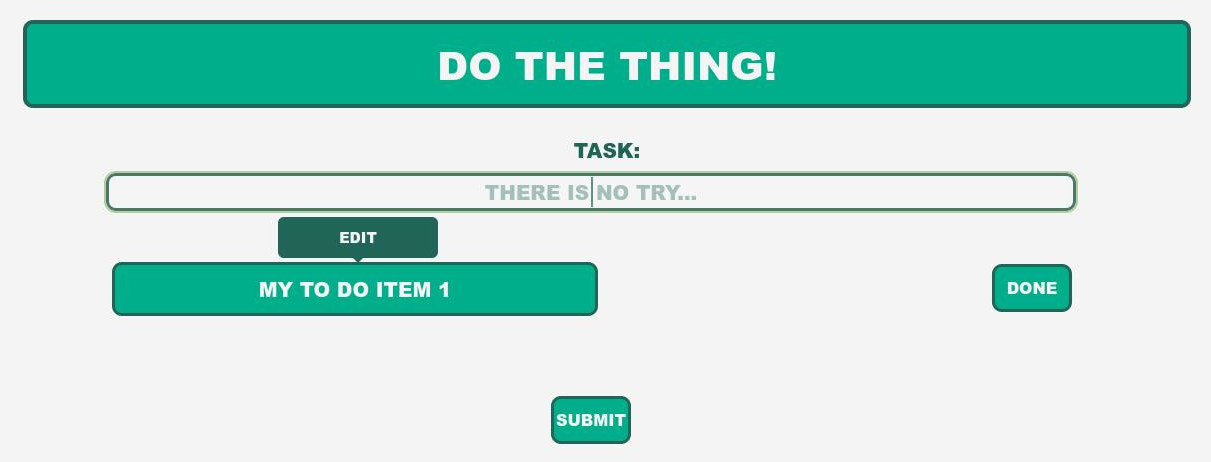 DO THE THING!
TASK:
THERE IS NO TRY...
EDIT
MY TO DO ITEM 1
DONE
SUBMIT